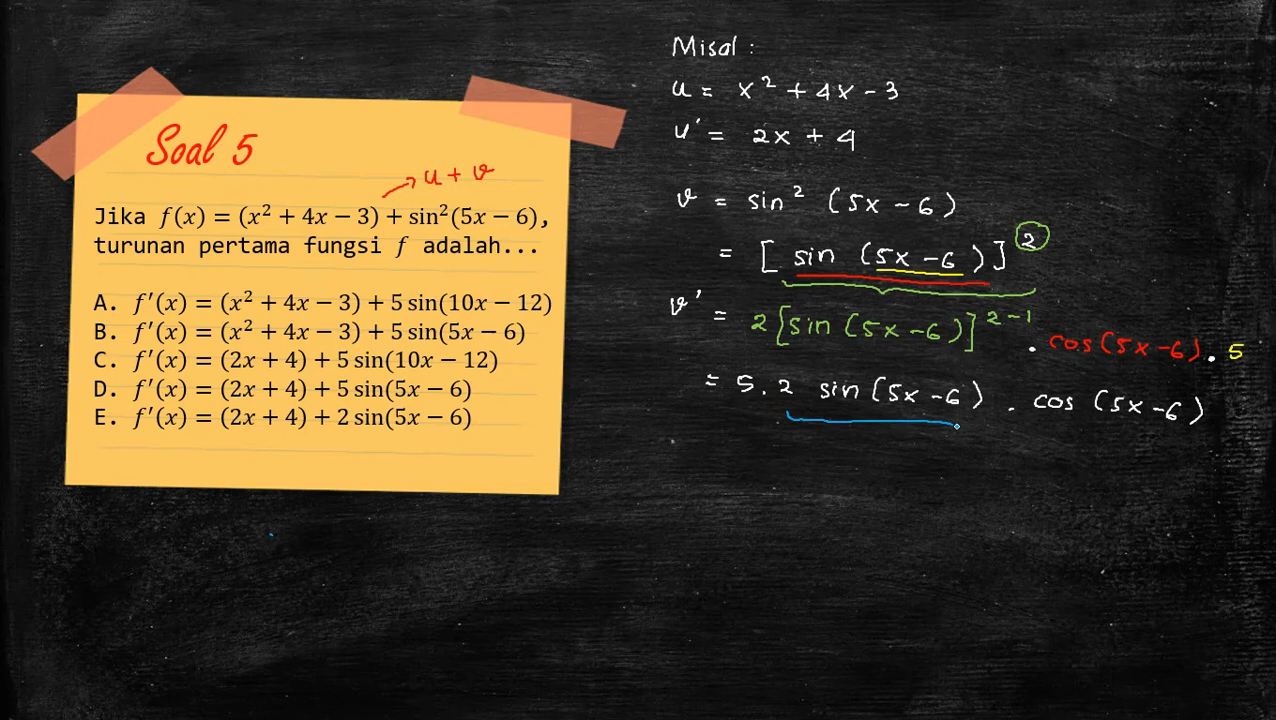 Soal 5
u + v
Jika f(x) = (x² + 4x − 3) + sin²(5x − 6),
turunan pertama fungsi f adalah...
A. f′(x) = (x² + 4x − 3) + 5 sin(10x − 12)
B. f′(x) = (x² + 4x − 3) + 5 sin(5x − 6)
C. f′(x) = (2x + 4) + 5 sin(10x − 12)
D. f′(x) = (2x + 4) + 5 sin(5x − 6)
E. f′(x) = (2x + 4) + 2 sin(5x − 6)
Misal :
u = x² + 4x − 3
u' = 2x + 4
v = sin² (5x − 6)
= [sin (5x − 6)]²
v' = 2[sin (5x − 6)]²⁻¹ . cos(5x − 6) . 5
= 5.2 sin (5x − 6) . cos (5x − 6)